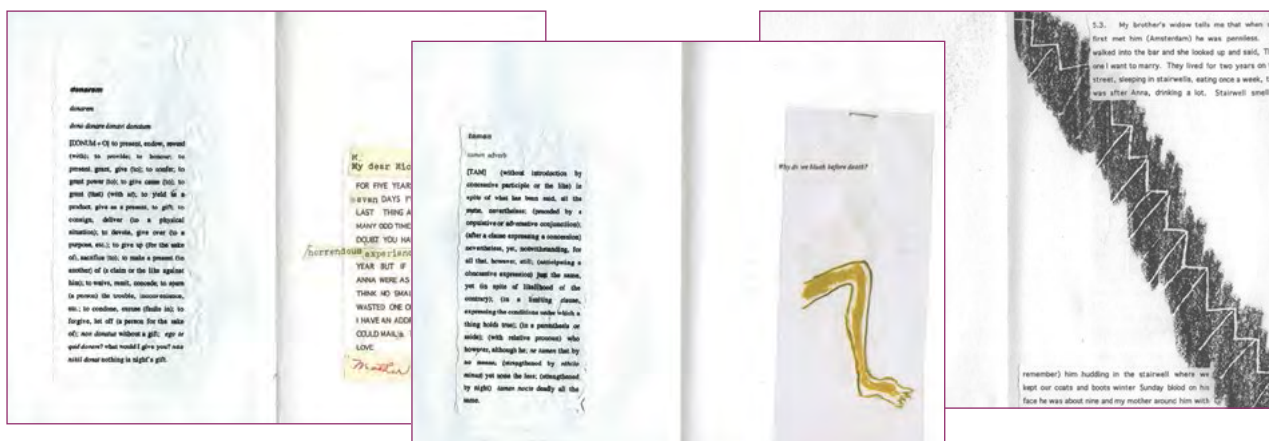 donarem
donarem
dono donare donavi donatum
[DONUM + O] to present, endow, reward
(with); to provide; to honour; to
present, grant, give (to); to confer; to
grant power (to); to give cause (to); to
grant (that) (with ut); to yield in a
product, give as a present, to gift; to
consign, deliver (to a physical
situation); to devote, give over (to a
purpose, etc.); to give up (for the sake
of), sacrifice (to); to make a present (to
another) of (a claim or the like against
him); to waive, remit, concede; to spare
(a person) the trouble, inconvenience,
etc.; to condone, excuse (faults in); to
forgive, let off (a person for the sake
of); non donatus without a gift; ego te
quid donem? what would I give you? nox
nihil donat nothing is night's gift.
M.
My dear Mic
FOR FIVE YEAR
seven DAYS I'
LAST THING A
MANY ODD TIME
DOUBT YOU HA
horrendous experienc
YEAR BUT IF
ANNA WERE AS
THINK NO SMAL
WASTED ONE O
I HAVE AN ADDR
COULD MAIL a
LOVE
Mother
tamen
tamen adverb
[TAM] (without introduction by
concessive participle or the like) in
spite of what has been said, all the
same, nevertheless; (preceded by a
copulative or adversative conjunction);
(after a clause expressing a concession)
nevertheless, yet, notwithstanding, for
all that, however, still; (anticipating a
concessive expression) just the same,
yet (in spite of likelihood of the
contrary); (in a limiting clause,
expressing the conditions under which a
thing holds true); (in a parenthesis or
aside); (with relative pronoun) who
however, although he; or tamen that by
no means; (strengthened by nihilo
minus) yet none the less; (strengthened
by night) tamen nocte deadly all the
same.
Why do we blush before death?
5.3. My brother's widow tells me that when
first met him (Amsterdam) he was penniless.
walked into the bar and she looked up and said, Th
one I want to marry. They lived for two years on
street, sleeping in stairwells, eating once a week, t
was after Anna, drinking a lot. Stairwell smell
remember) him huddling in the stairwell where we
kept our coats and boots winter Sunday blood on his
face he was about nine and my mother around him with